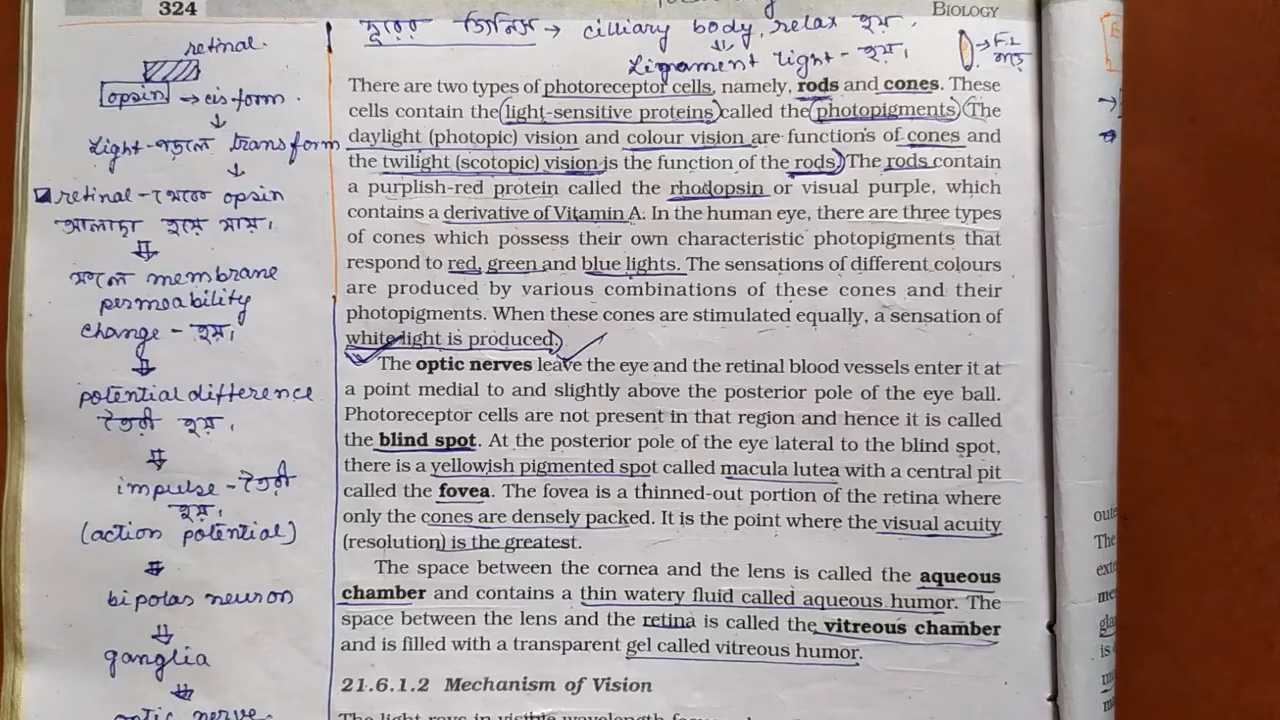 324
BIOLOGY
দূরের জিনিস → cilliary body, relax হয়.
Ligament tight - হয়।
→ F.L
বাড়ে
retinal.
opsin → cis form.
Light - পড়লে transform
retinal - থেকে opsin
আলাদা হয়ে যায়।
ফলে membrane
permeability
change - হয়।
potential difference
তৈরী হয়.
impulse - তৈরী
হয়.
(action potential)
bipolar neuron
ganglia
optic nerve.
There are two types of photoreceptor cells, namely, rods and cones. These
cells contain the light-sensitive proteins called the photopigments. The
daylight (photopic) vision and colour vision are functions of cones and
the twilight (scotopic) vision is the function of the rods. The rods contain
a purplish-red protein called the rhodopsin or visual purple, which
contains a derivative of Vitamin A. In the human eye, there are three types
of cones which possess their own characteristic photopigments that
respond to red, green and blue lights. The sensations of different colours
are produced by various combinations of these cones and their
photopigments. When these cones are stimulated equally, a sensation of
white light is produced.
The optic nerves leave the eye and the retinal blood vessels enter it at
a point medial to and slightly above the posterior pole of the eye ball.
Photoreceptor cells are not present in that region and hence it is called
the blind spot. At the posterior pole of the eye lateral to the blind spot,
there is a yellowish pigmented spot called macula lutea with a central pit
called the fovea. The fovea is a thinned-out portion of the retina where
only the cones are densely packed. It is the point where the visual acuity
(resolution) is the greatest.
The space between the cornea and the lens is called the aqueous
chamber and contains a thin watery fluid called aqueous humor. The
space between the lens and the retina is called the vitreous chamber
and is filled with a transparent gel called vitreous humor.
21.6.1.2 Mechanism of Vision
The light rays in visible wavelength
The
is